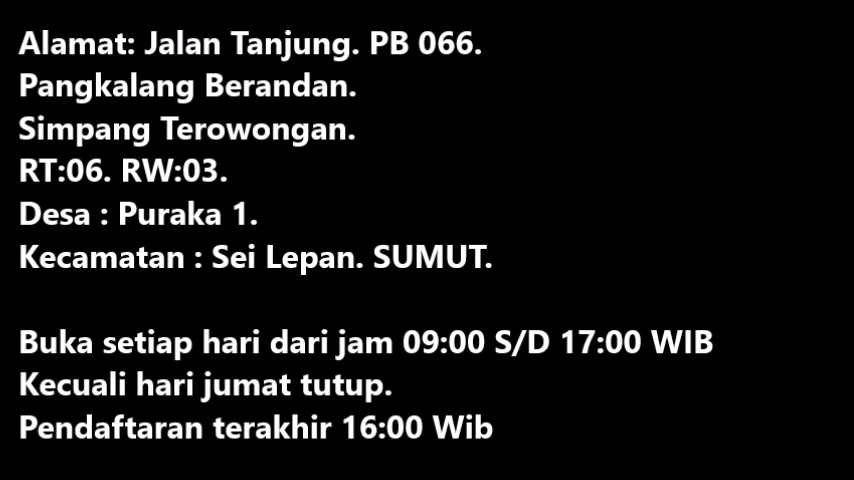 Alamat: Jalan Tanjung. PB 066.
Pangkalang Berandan.
Simpang Terowongan.
RT:06. RW:03.
Desa : Puraka 1.
Kecamatan : Sei Lepan. SUMUT.
Buka setiap hari dari jam 09:00 S/D 17:00 WIB
Kecuali hari jumat tutup.
Pendaftaran terakhir 16:00 Wib